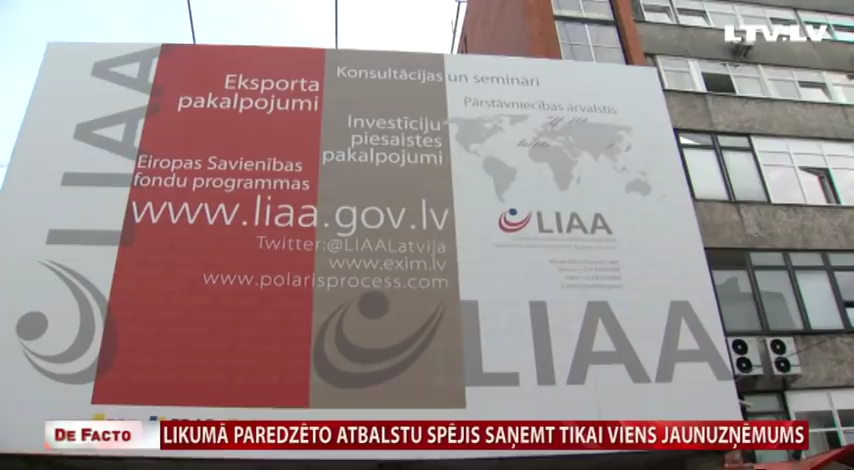 LTV.LV
LIAA
Eksporta
pakalpojumi
Konsultācijas un semināri
Pārstāvniecības ārvalstīs
Investīciju
piesaistes
pakalpojumi
Eiropas Savienības
fondu programmas
www.liaa.gov.lv
Twitter:@LIAALatvija
www.exim.lv
www.polarisprocess.com
LIAA
LIAA
DE FACTO
LIKUMĀ PAREDZĒTO ATBALSTU SPĒJIS SAŅEMT TIKAI VIENS JAUNUZŅĒMUMS